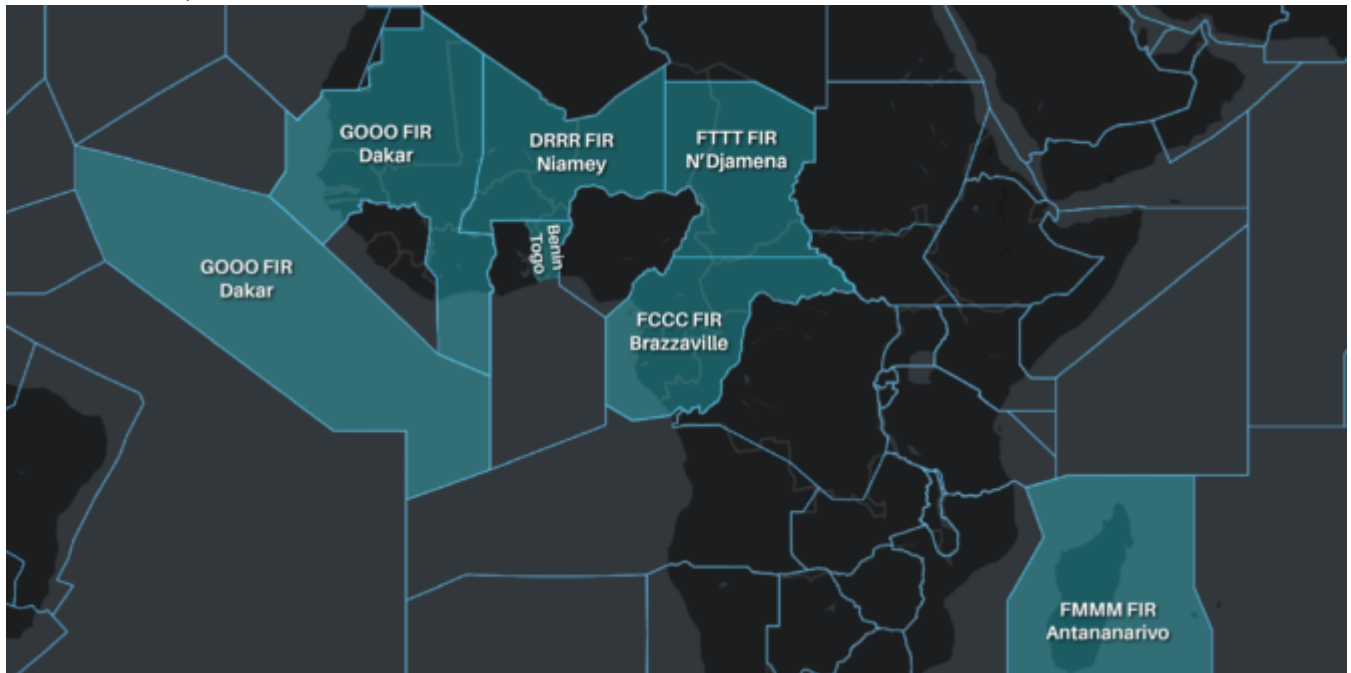 GOOO FIR
Dakar
DRRR FIR
Niamey
FTTT FIR
N'Djamena
Benin
Togo
GOOO FIR
Dakar
FCCC FIR
Brazzaville
FMMM FIR
Antananarivo